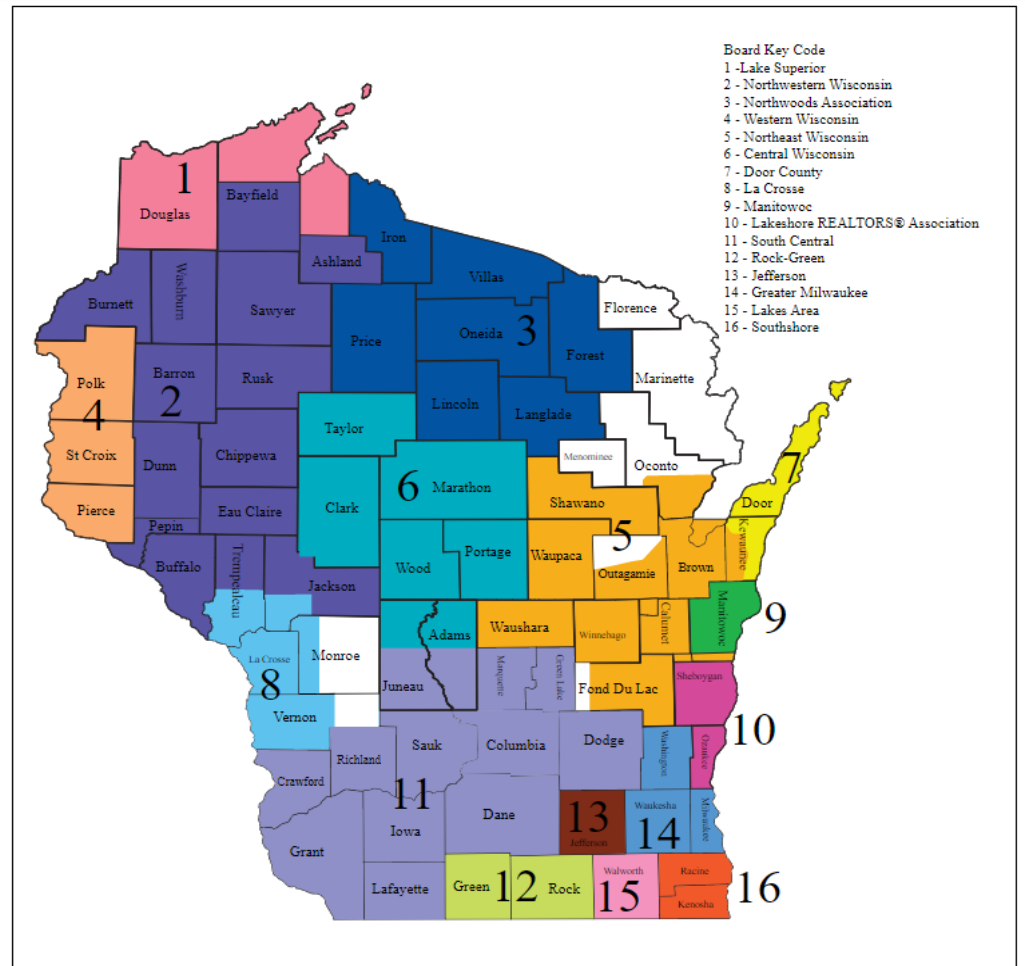 Board Key Code
1 -Lake Superior
2 - Northwestern Wisconsin
3 - Northwoods Association
4 - Western Wisconsin
5 - Northeast Wisconsin
6 - Central Wisconsin
7 - Door County
8 - La Crosse
9 - Manitowoc
10 - Lakeshore REALTORS® Association
11 - South Central
12 - Rock-Green
13 - Jefferson
14 - Greater Milwaukee
15 - Lakes Area
16 - Southshore
1
Douglas
Bayfield
Iron
Ashland
Villas
Burnett
Washburn
Sawyer
Florence
Price
Oneida
3
Forest
Polk
Barron
Rusk
Marinette
4
2
Lincoln
Langlade
Taylor
St Croix
Dunn
Chippewa
Menominee
Oconto
7
6
Marathon
Clark
Shawano
Door
Pierce
Eau Claire
Pepin
5
Kewaunee
Buffalo
Trempealeau
Jackson
Wood
Portage
Waupaca
Outagamie
Brown
Adams
Waushara
Winnebago
Calumet
Manitowoc
9
La Crosse
8
Monroe
Juneau
Marquette
Green Lake
Fond Du Lac
Sheboygan
Vernon
10
Richland
Sauk
Columbia
Dodge
Washington
Ozaukee
Crawford
11
Iowa
Dane
13
Jefferson
Waukesha
14
Milwaukee
Grant
Lafayette
Green
12
Rock
Walworth
15
Racine
Kenosha
16